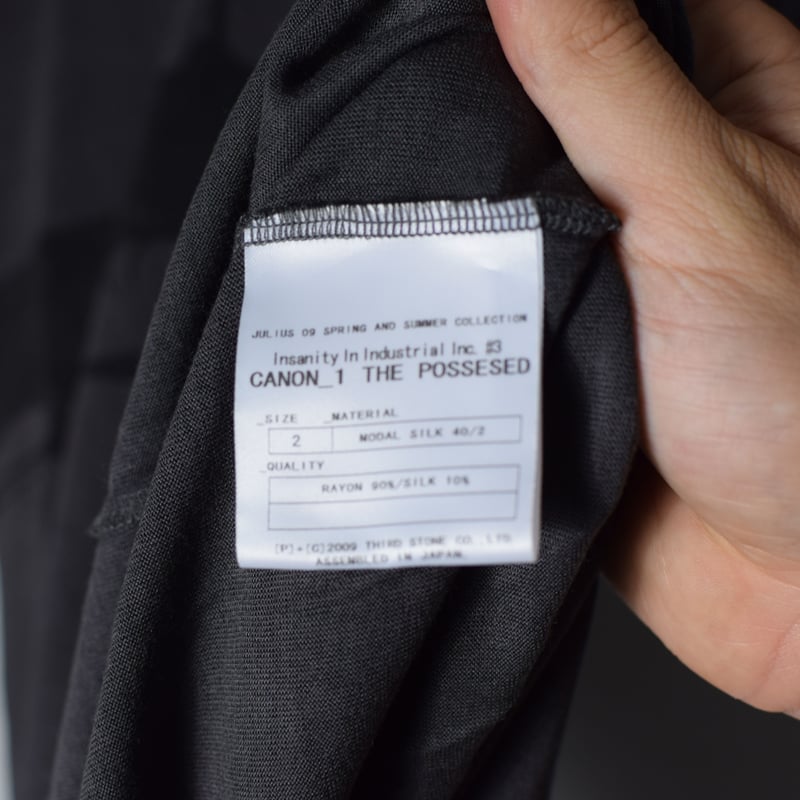 JULIUS 09 SPRING AND SUMMER COLLECTION
Insanity In Industrial Inc. #3
CANON_1 THE POSSESED
_SIZE _MATERIAL
2 MODAL SILK 40/2
_QUALITY
RAYON 90%/SILK 10%
[P]+[C]2009 THIRD STONE CO.,LTD.
ASSEMBLED IN JAPAN.